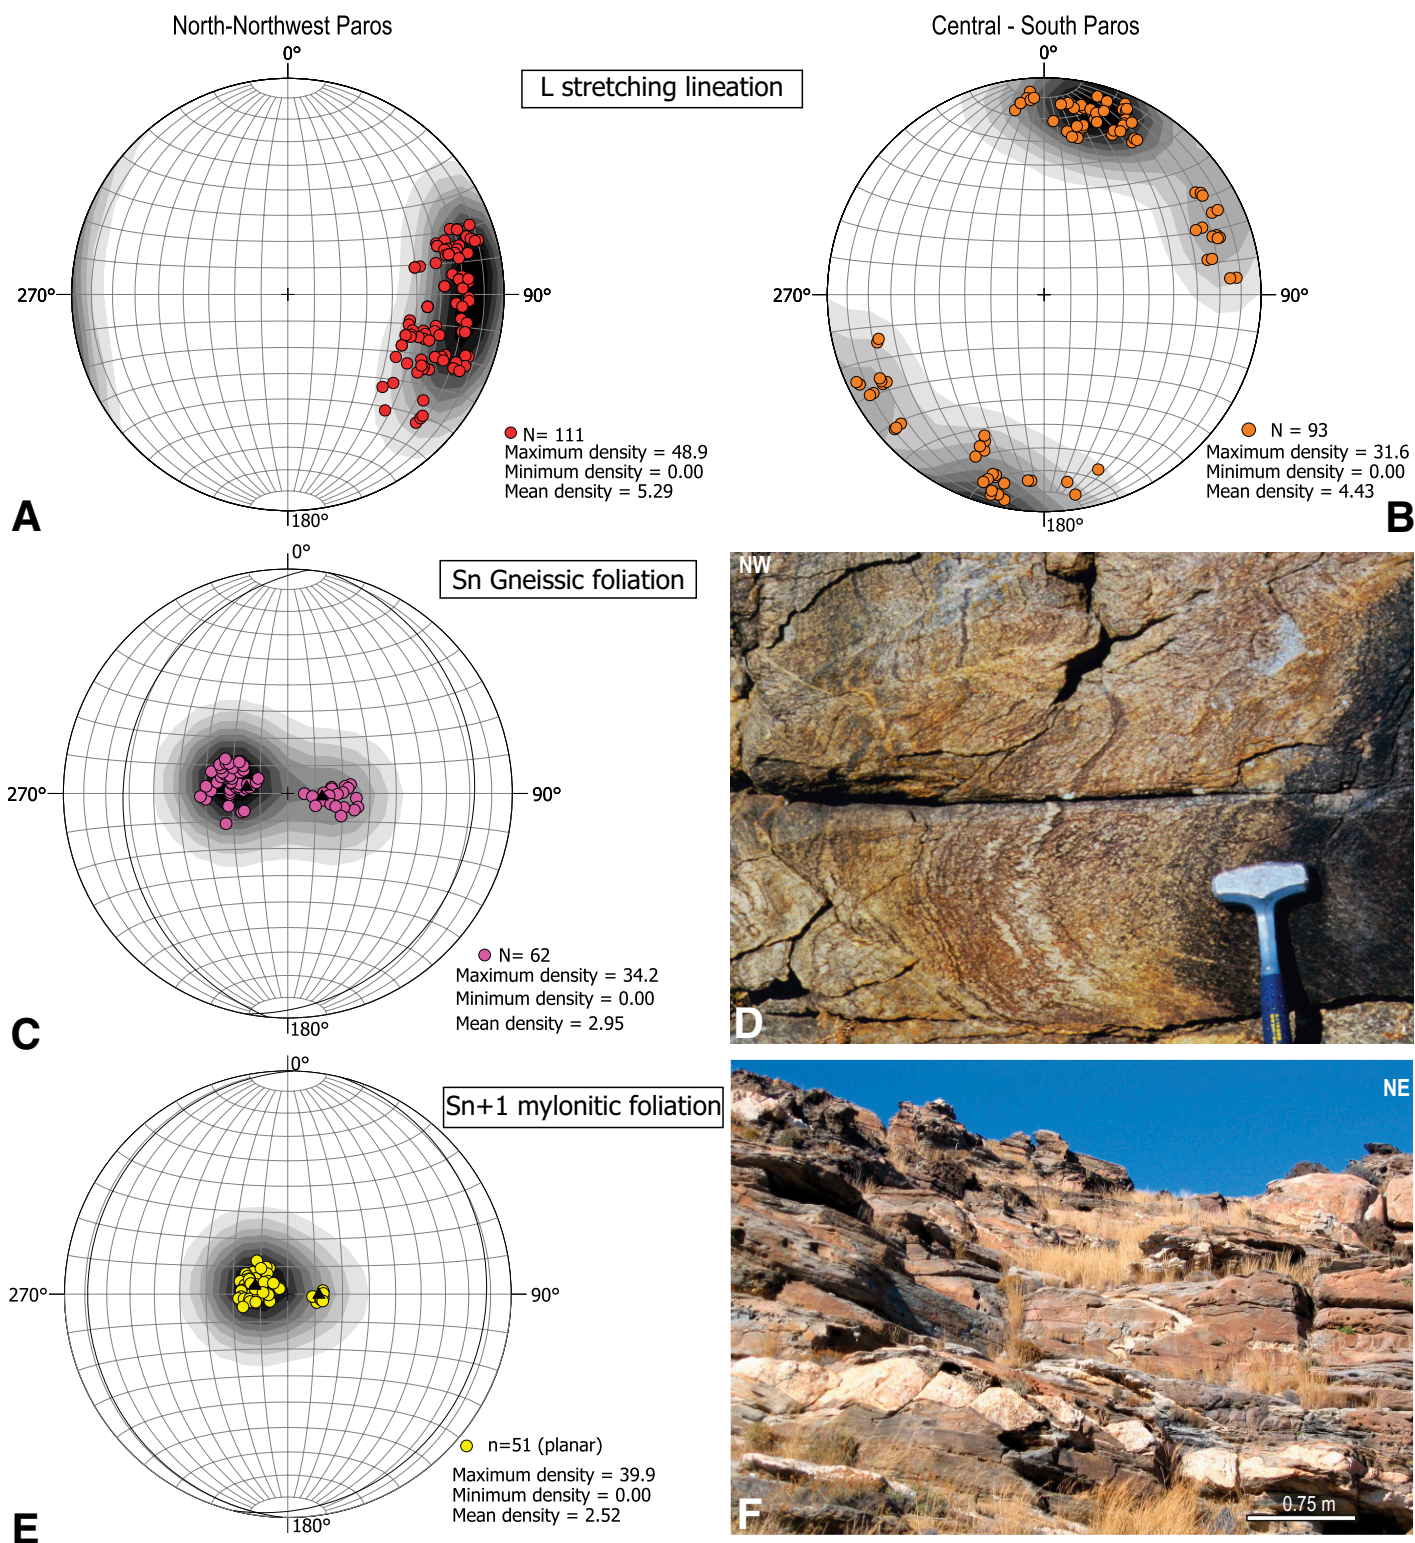 North-Northwest Paros
Central - South Paros
0°
0°
L stretching lineation
270°
90°
270°
90°
N= 111
Maximum density = 48.9
Minimum density = 0.00
Mean density = 5.29
N = 93
Maximum density = 31.6
Minimum density = 0.00
Mean density = 4.43
A
180°
180°
B
0°
Sn Gneissic foliation
NW
270°
90°
N= 62
Maximum density = 34.2
Minimum density = 0.00
Mean density = 2.95
C
180°
D
0°
Sn+1 mylonitic foliation
NE
270°
90°
n=51 (planar)
Maximum density = 39.9
Minimum density = 0.00
Mean density = 2.52
E
180°
F
0.75 m